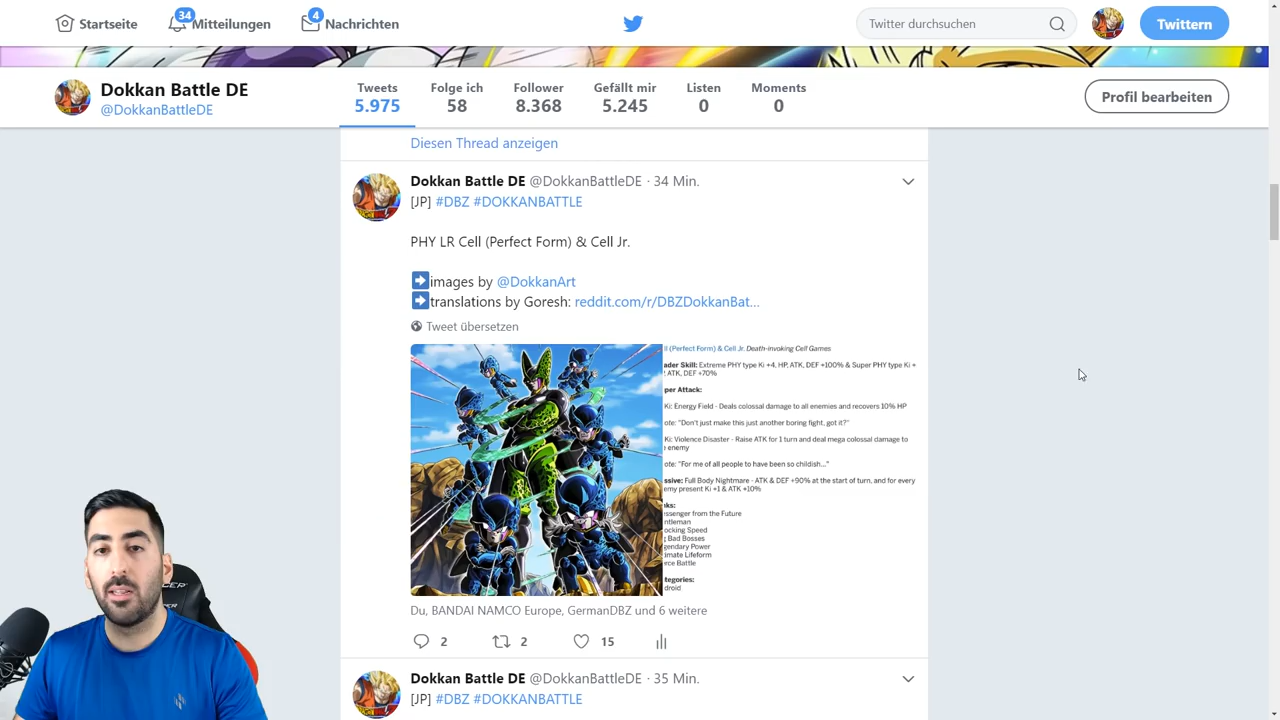 Startseite
34
Mitteilungen
4
Nachrichten
Twitter durchsuchen
Twittern
Dokkan Battle DE
@DokkanBattleDE
Tweets
5.975
Folge ich
58
Follower
8.368
Gefällt mir
5.245
Listen
0
Moments
0
Profil bearbeiten
Diesen Thread anzeigen
Dokkan Battle DE @DokkanBattleDE · 34 Min.
[JP] #DBZ #DOKKANBATTLE
PHY LR Cell (Perfect Form) & Cell Jr.
images by @DokkanArt
translations by Goresh: reddit.com/r/DBZDokkanBat...
Tweet übersetzen
ll (Perfect Form) & Cell Jr. Death-invoking Cell Games
ader Skill: Extreme PHY type Ki +4, HP, ATK, DEF +100% & Super PHY type Ki +
ATK, DEF +70%
per Attack:
Ki: Energy Field - Deals colossal damage to all enemies and recovers 10% HP
ote: "Don't just make this just another boring fight, got it?"
Ki: Violence Disaster - Raise ATK for 1 turn and deal mega colossal damage to
enemy
ote: "For me of all people to have been so childish..."
ssive: Full Body Nightmare - ATK & DEF +90% at the start of turn, and for every
emy present Ki +1 & ATK +10%
ks:
ssenger from the Future
ntleman
ocking Speed
Bad Bosses
gendary Power
timate Lifeform
rce Battle
tegories:
droid
Du, BANDAI NAMCO Europe, GermanDBZ und 6 weitere
2
2
15
Dokkan Battle DE @DokkanBattleDE · 35 Min.
[JP] #DBZ #DOKKANBATTLE